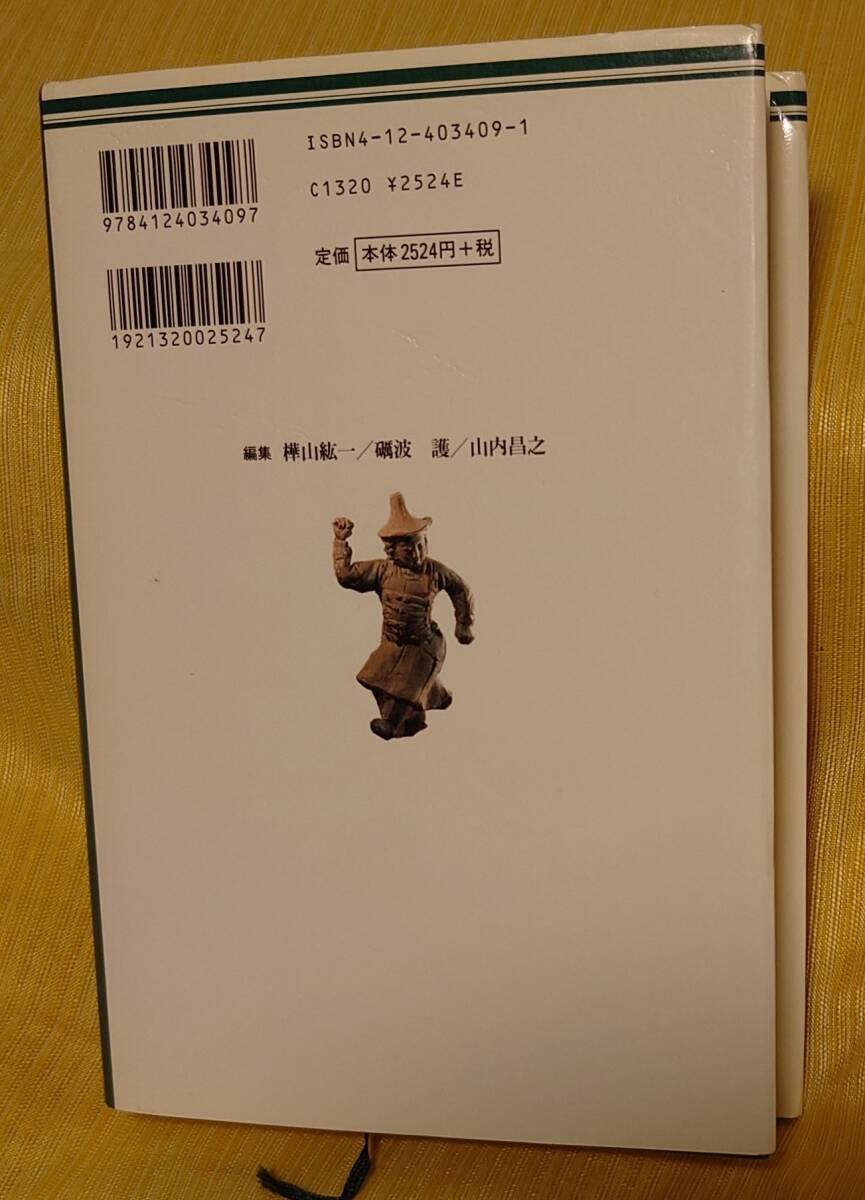 ISBN4-12-403409-1
C1320 ¥2524E
9784124034097
定価 本体2524円+税
1921320025247
編集 樺山紘一/礪波 護/山内昌之